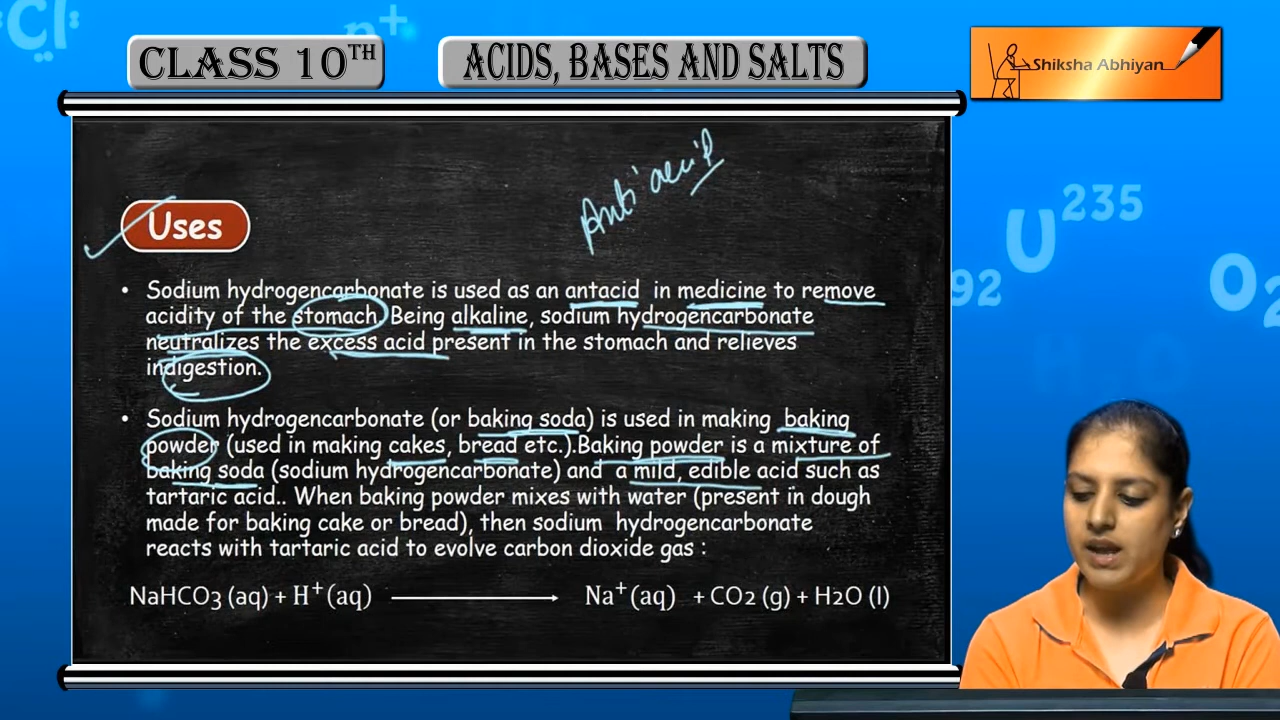 Cl
n+
CLASS 10TH
ACIDS, BASES AND SALTS
Shiksha Abhiyan
Anti acid
Uses
U235
92
O2
H2O
• Sodium hydrogencarbonate is used as an antacid in medicine to remove
acidity of the stomach Being alkaline, sodium hydrogencarbonate
neutralizes the excess acid present in the stomach and relieves
indigestion.
• Sodium hydrogencarbonate (or baking soda) is used in making baking
powder (used in making cakes, bread etc.).Baking powder is a mixture of
baking soda (sodium hydrogencarbonate) and a mild, edible acid such as
tartaric acid.. When baking powder mixes with water (present in dough
made for baking cake or bread), then sodium hydrogencarbonate
reacts with tartaric acid to evolve carbon dioxide gas :
NaHCO3 (aq) + H+(aq) ⟶ Na+(aq) + CO2 (g) + H2O (l)